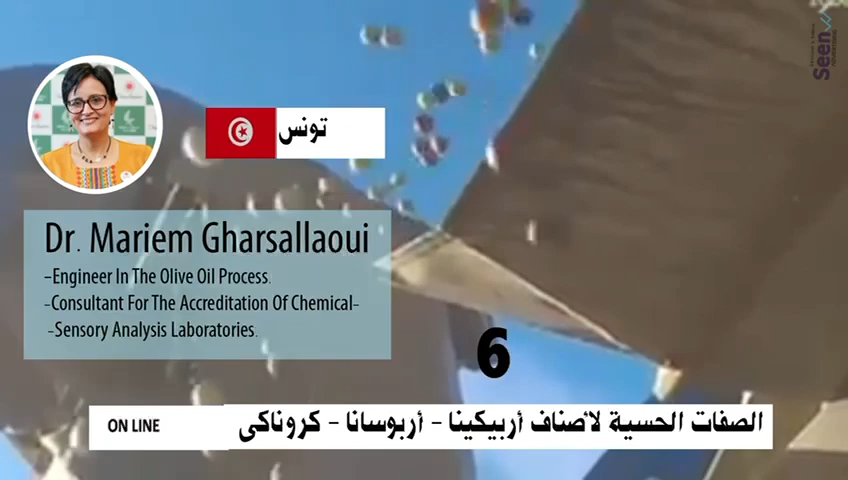 Seen
تونس
Dr. Mariem Gharsallaoui
-Engineer In The Olive Oil Process.
-Consultant For The Accreditation Of Chemical-
-Sensory Analysis Laboratories.
6
ON LINE
الصفات الحسية لأصناف أربيكينا - أربوسانا - كروناكى